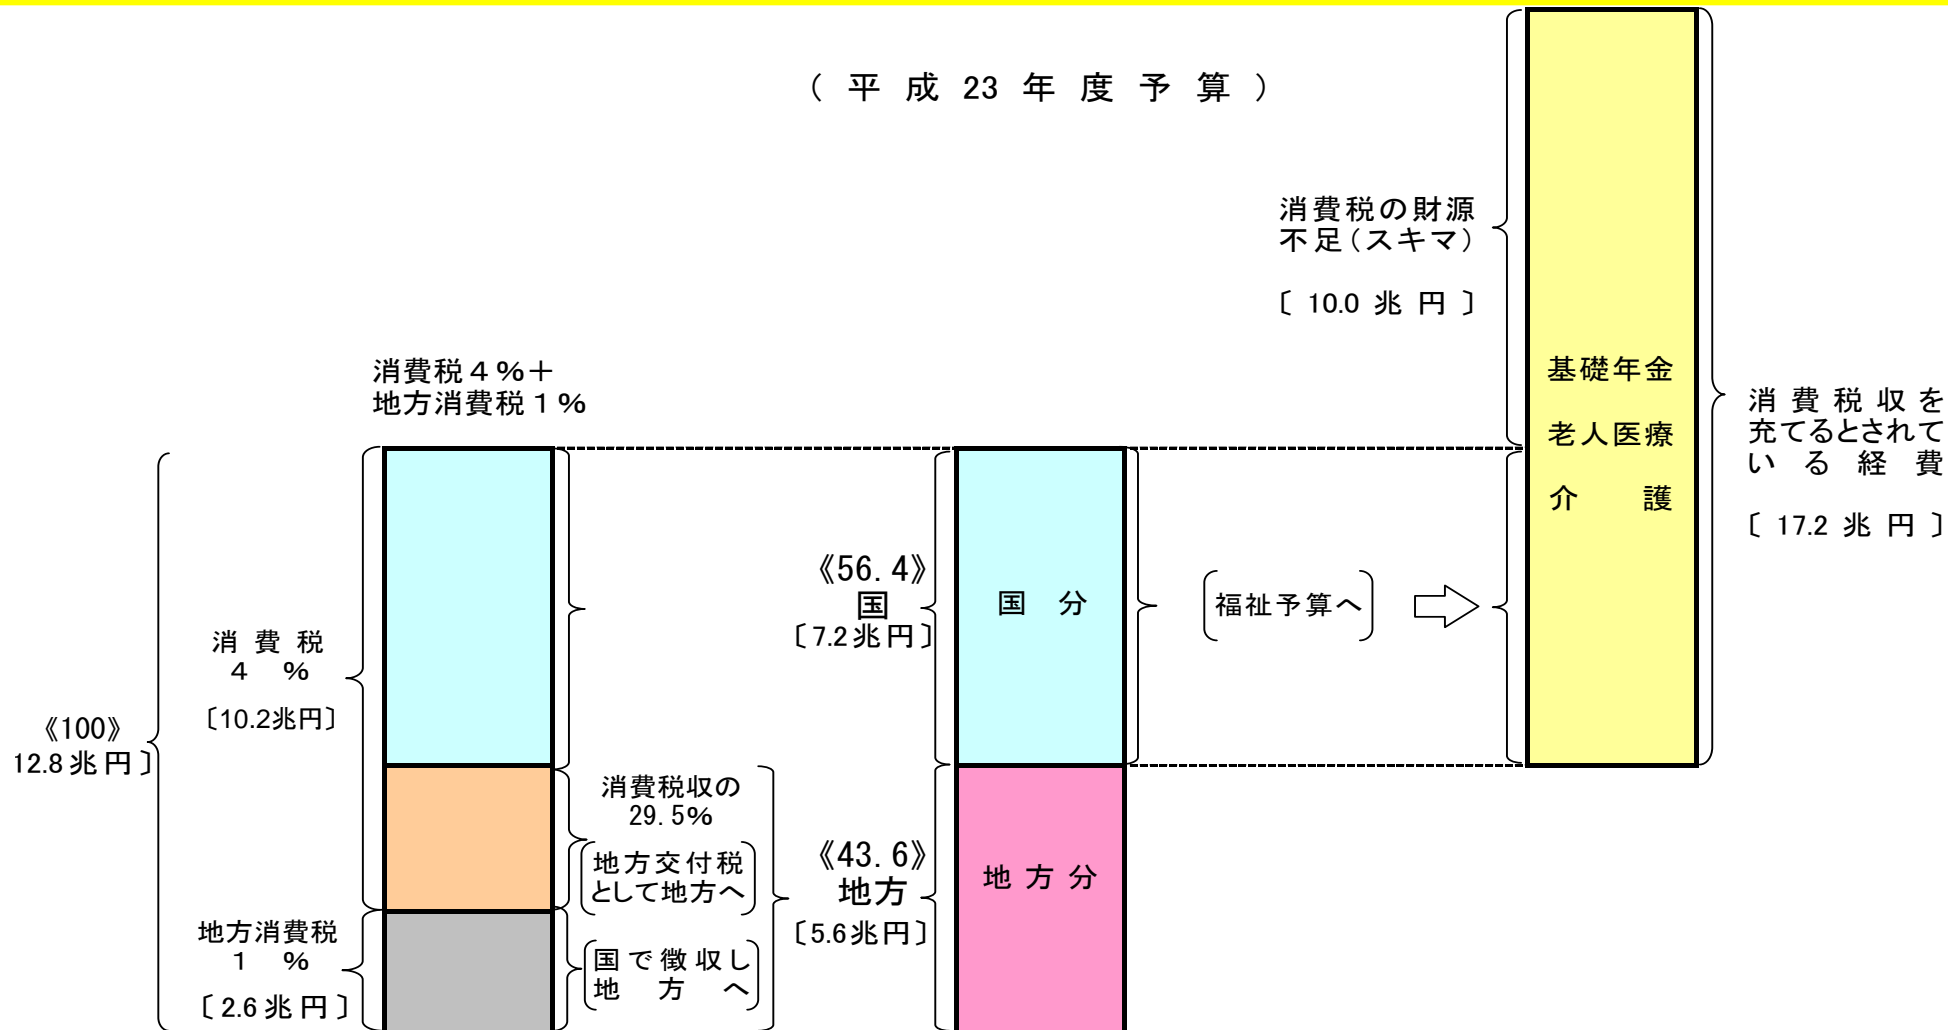 （平成23年度予算）
消費税の財源
不足（スキマ）
〔10.0兆円〕
消費税４％＋
地方消費税１％
基礎年金
老人医療
介護
消費税収を
充てるとされて
いる経費
〔17.2兆円〕
《56.4》
国
〔7.2兆円〕
国分
福祉予算へ
消費税
４％
〔10.2兆円〕
《100》
12.8兆円〕
消費税収の
29.5％
地方交付税
として地方へ
《43.6》
地方
〔5.6兆円〕
地方分
地方消費税
１％
〔2.6兆円〕
国で徴収し
地方へ